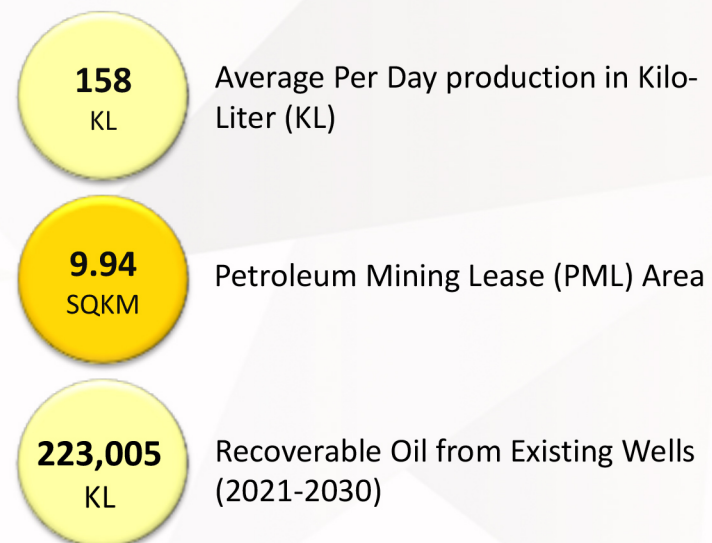 158
KL
Average Per Day production in Kilo-
Liter (KL)
9.94
SQKM
Petroleum Mining Lease (PML) Area
223,005
KL
Recoverable Oil from Existing Wells
(2021-2030)